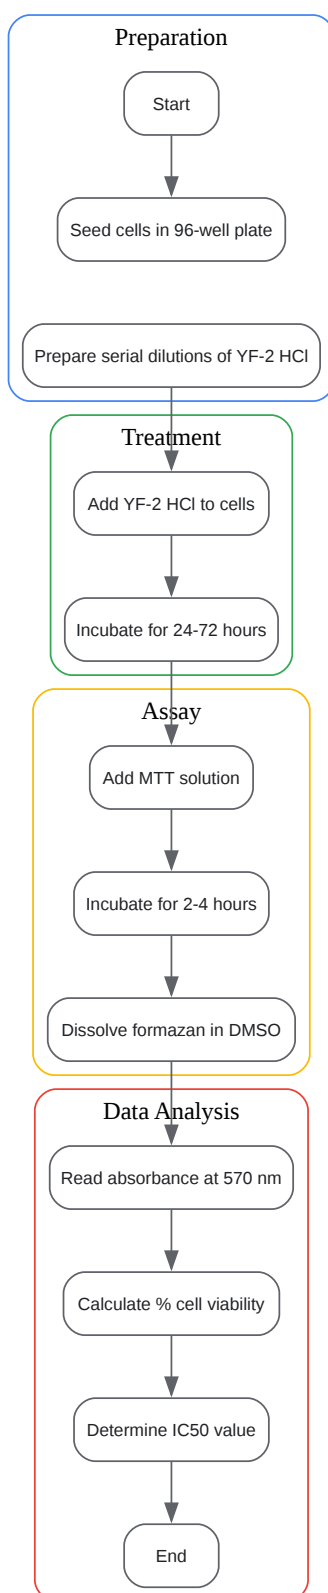 Preparation
Start
Seed cells in 96-well plate
Prepare serial dilutions of YF-2 HCl
Treatment
Add YF-2 HCl to cells
Incubate for 24-72 hours
Assay
Add MTT solution
Incubate for 2-4 hours
Dissolve formazan in DMSO
Data Analysis
Read absorbance at 570 nm
Calculate % cell viability
Determine IC50 value
End